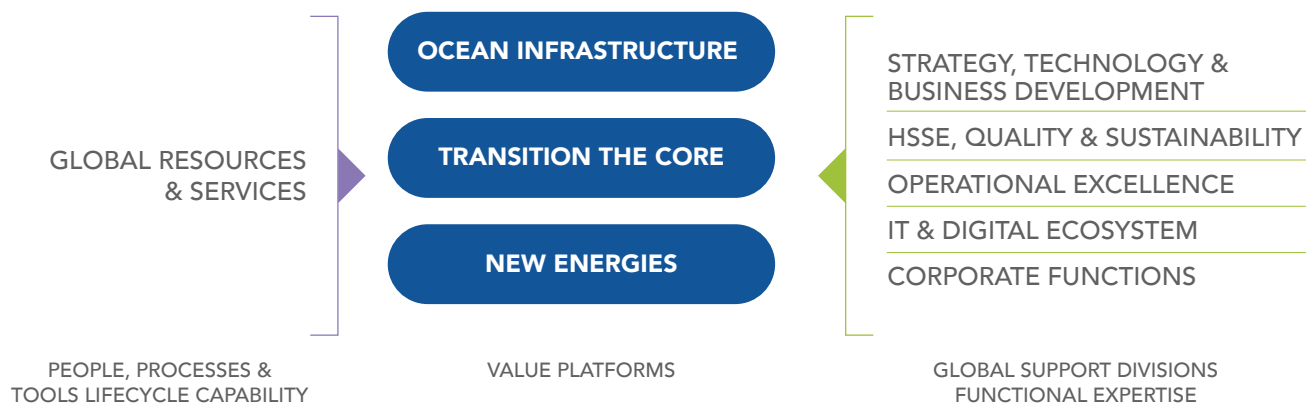 GLOBAL RESOURCES
& SERVICES
PEOPLE, PROCESSES &
TOOLS LIFECYCLE CAPABILITY
OCEAN INFRASTRUCTURE
TRANSITION THE CORE
NEW ENERGIES
VALUE PLATFORMS
STRATEGY, TECHNOLOGY &
BUSINESS DEVELOPMENT
HSSE, QUALITY & SUSTAINABILITY
OPERATIONAL EXCELLENCE
IT & DIGITAL ECOSYSTEM
CORPORATE FUNCTIONS
GLOBAL SUPPORT DIVISIONS
FUNCTIONAL EXPERTISE